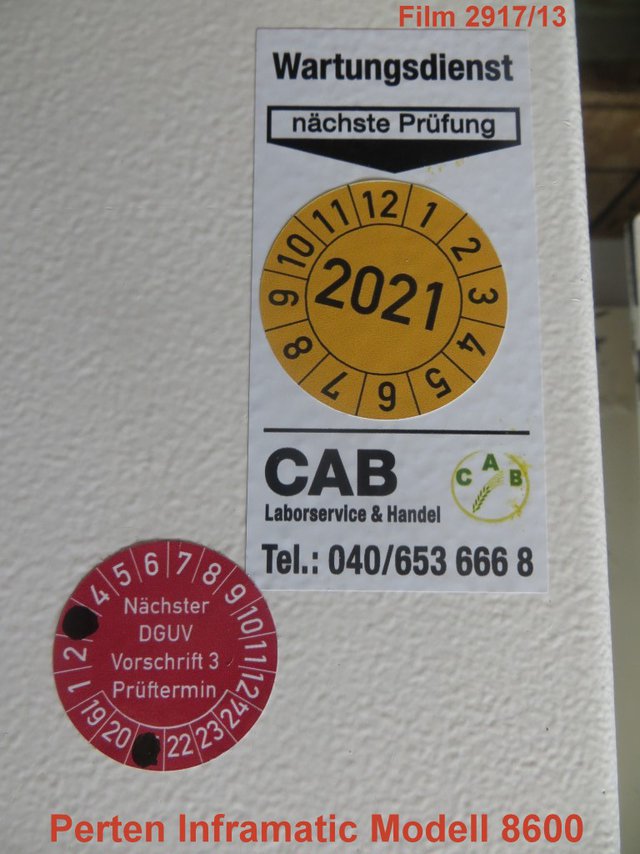 Film 2917/13
Wartungsdienst
nächste Prüfung
1 2 3 4 5 6 7 8 9 10 11 12
2021
CAB
Laborservice & Handel
C A B
Tel.: 040/653 666 8
1 2 4 5 6 7 8 9 10 11 12
Nächster
DGUV
Vorschrift 3
Prüftermin
19 20 22 23 24
Perten Inframatic Modell 8600